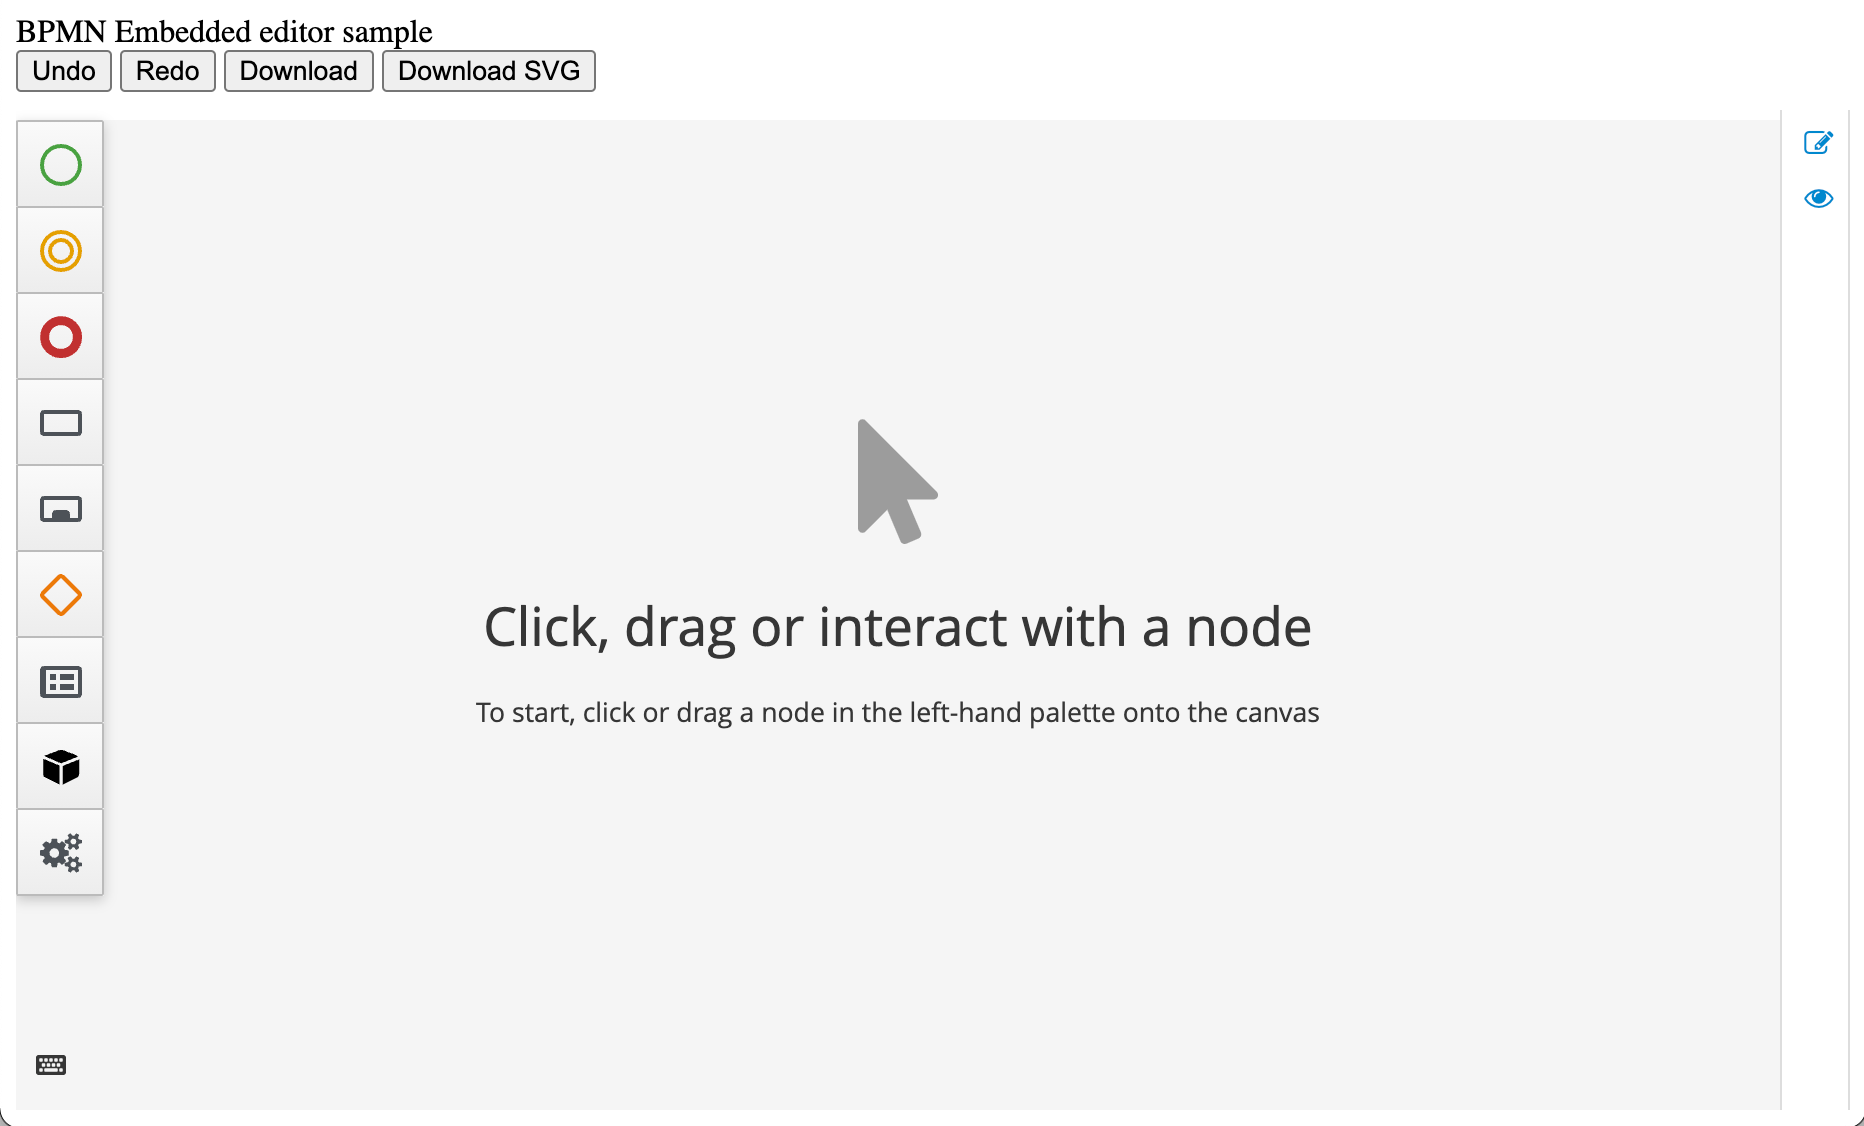 BPMN Embedded editor sample
Undo Redo Download Download SVG
Click, drag or interact with a node
To start, click or drag a node in the left-hand palette onto the canvas